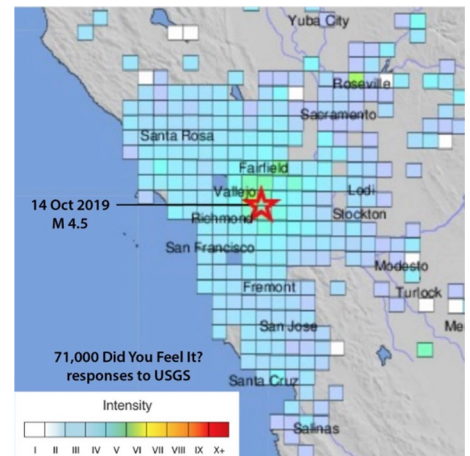 Yuba City
Roseville
Sacramento
Santa Rosa
Fairfield
Vallejo
Lodi
14 Oct 2019
M 4.5
Richmond
Stockton
San Francisco
Modesto
Fremont
Turlock
Me
San Jose
71,000 Did You Feel It?
responses to USGS
Santa Cruz
Intensity
Salinas
I II III IV V VI VII VIII IX X+